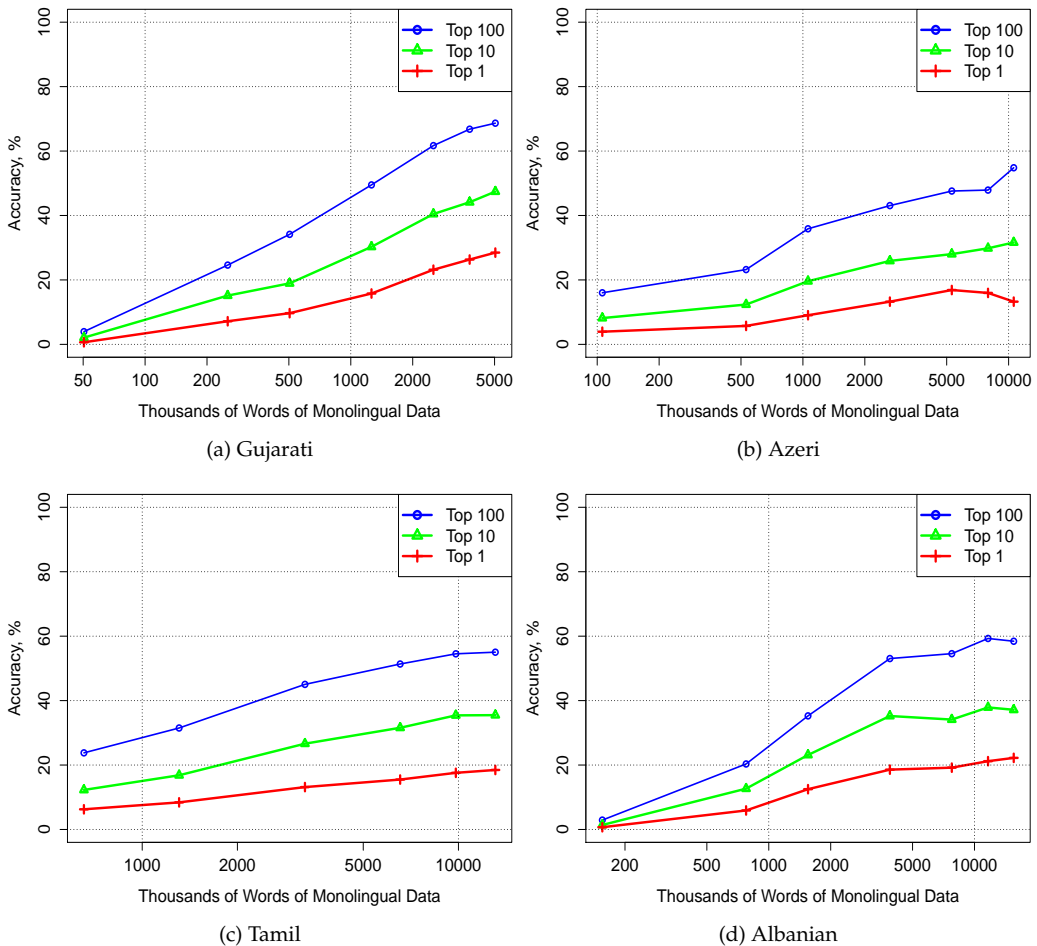 Top 100
Top 10
Top 1
Accuracy, %
0 20 40 60 80 100
50 100 200 500 1000 2000 5000
Thousands of Words of Monolingual Data
(a) Gujarati
Top 100
Top 10
Top 1
Accuracy, %
0 20 40 60 80 100
100 200 500 1000 2000 5000 10000
Thousands of Words of Monolingual Data
(b) Azeri
Top 100
Top 10
Top 1
Accuracy, %
0 20 40 60 80 100
1000 2000 5000 10000
Thousands of Words of Monolingual Data
(c) Tamil
Top 100
Top 10
Top 1
Accuracy, %
0 20 40 60 80 100
200 500 1000 2000 5000 10000
Thousands of Words of Monolingual Data
(d) Albanian